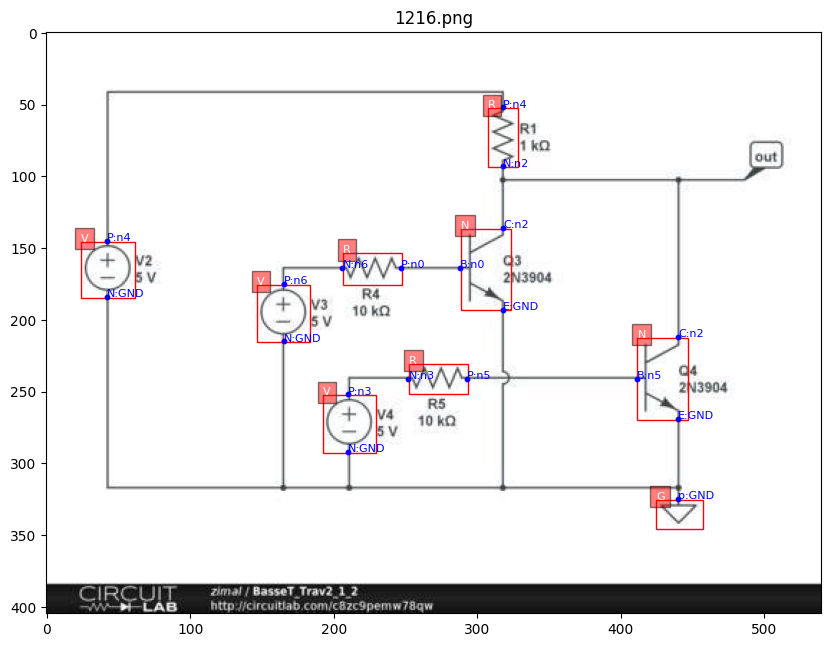 1216.png
0
50
100
150
200
250
300
350
400
0
100
200
300
400
500
R
P:n4
R1
1 kΩ
N:n2
out
V
P:n4
V2
5 V
N:GND
N
C:n2
R
N:n6
P:n0
B:n0
Q3
2N3904
R4
10 kΩ
E:GND
V
P:n6
V3
5 V
N:GND
N
C:n2
R
N:n3
P:n5
B:n5
Q4
2N3904
R5
10 kΩ
E:GND
V
P:n3
V4
5 V
N:GND
G
p:GND
CIRCUIT
LAB
zimal / BasseT_Trav2_1_2
http://circuitlab.com/c8zc9pemw78qw